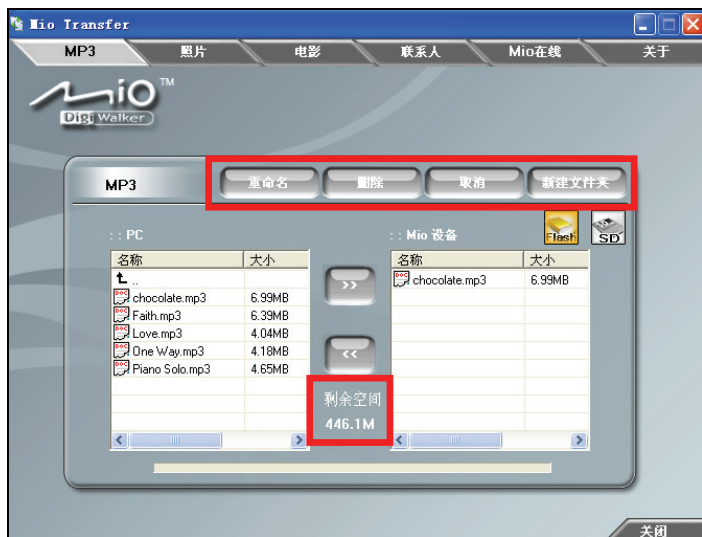 Mio Transfer
MP3 照片 电影 联系人 Mio在线 关于
Mio TM
Digi Walker
MP3 重命名 删除 取消 新建文件夹
:: PC :: Mio 设备 Flash SD
名称 大小 名称 大小
.. chocolate.mp3 6.99MB
>>
chocolate.mp3 6.99MB
Faith.mp3 6.39MB
Love.mp3 4.04MB
One Way.mp3 4.18MB
<<
Piano Solo.mp3 4.65MB
剩余空间
446.1M
关闭